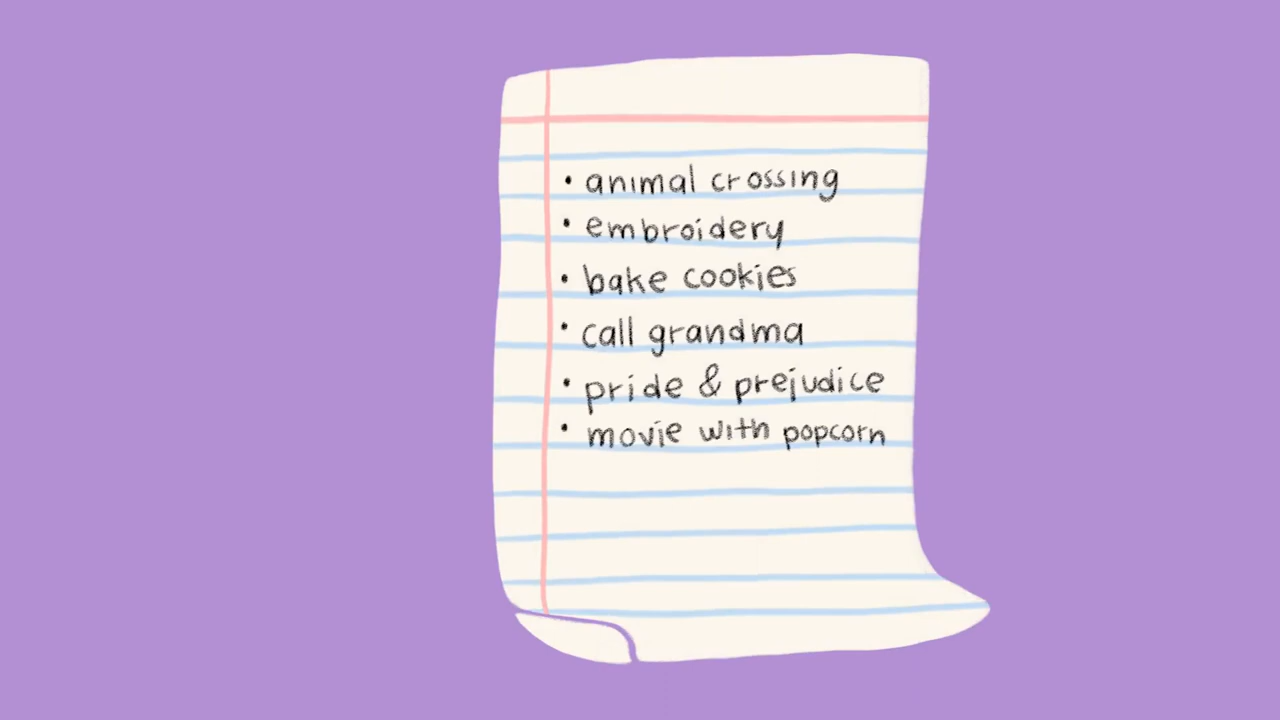 • animal crossing
• embroidery
• bake cookies
• call grandma
• pride & prejudice
• movie with popcorn